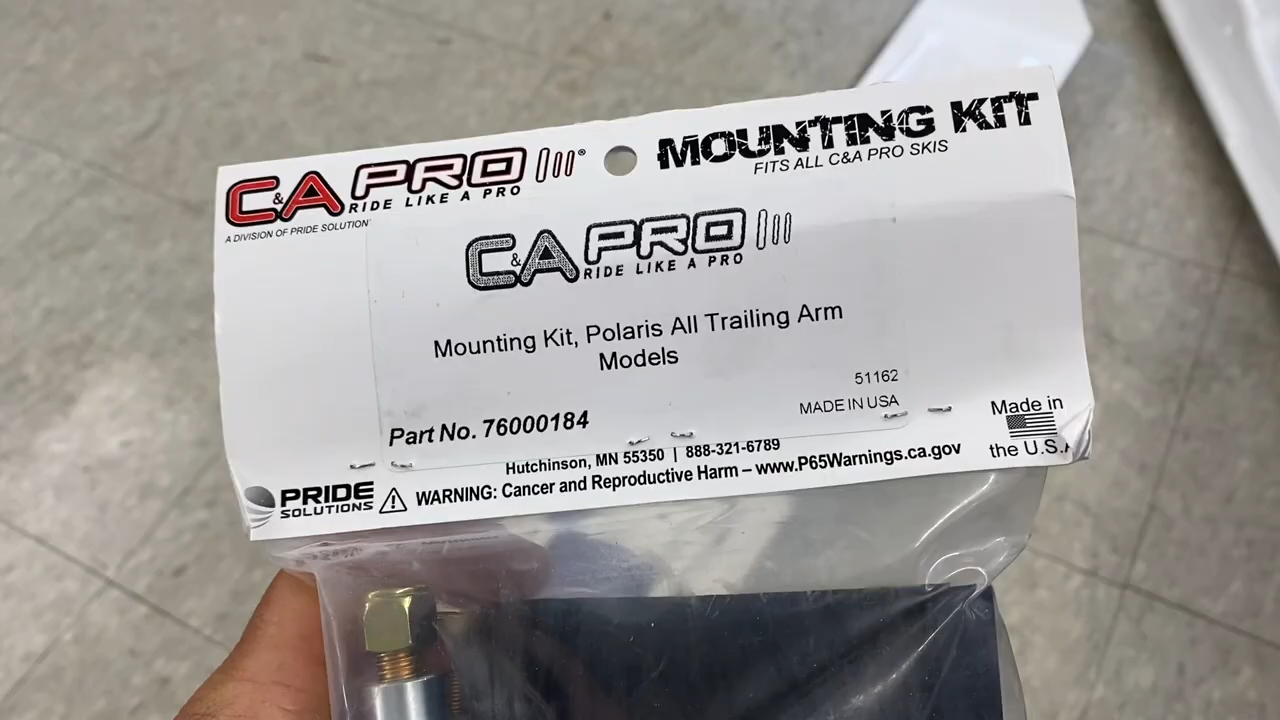 C&A PRO ®
RIDE LIKE A PRO
A DIVISION OF PRIDE SOLUTION
MOUNTING KIT
FITS ALL C&A PRO SKIS
C&A PRO
RIDE LIKE A PRO
Mounting Kit, Polaris All Trailing Arm
Models
51162
MADE IN USA
Part No. 76000184
Made in
the U.S.A
Hutchinson, MN 55350 | 888-321-6789
PRIDE
SOLUTIONS
WARNING: Cancer and Reproductive Harm – www.P65Warnings.ca.gov